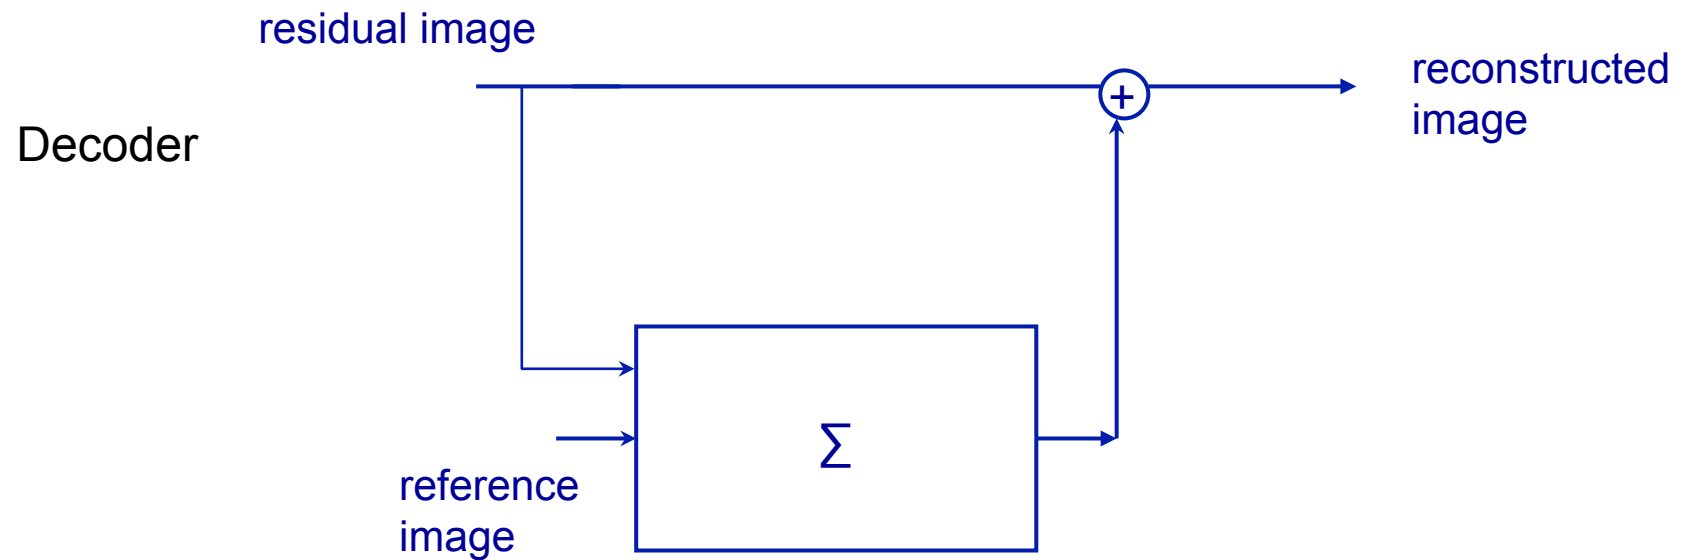 residual image
reconstructed
image
+
Decoder
Σ
reference
image